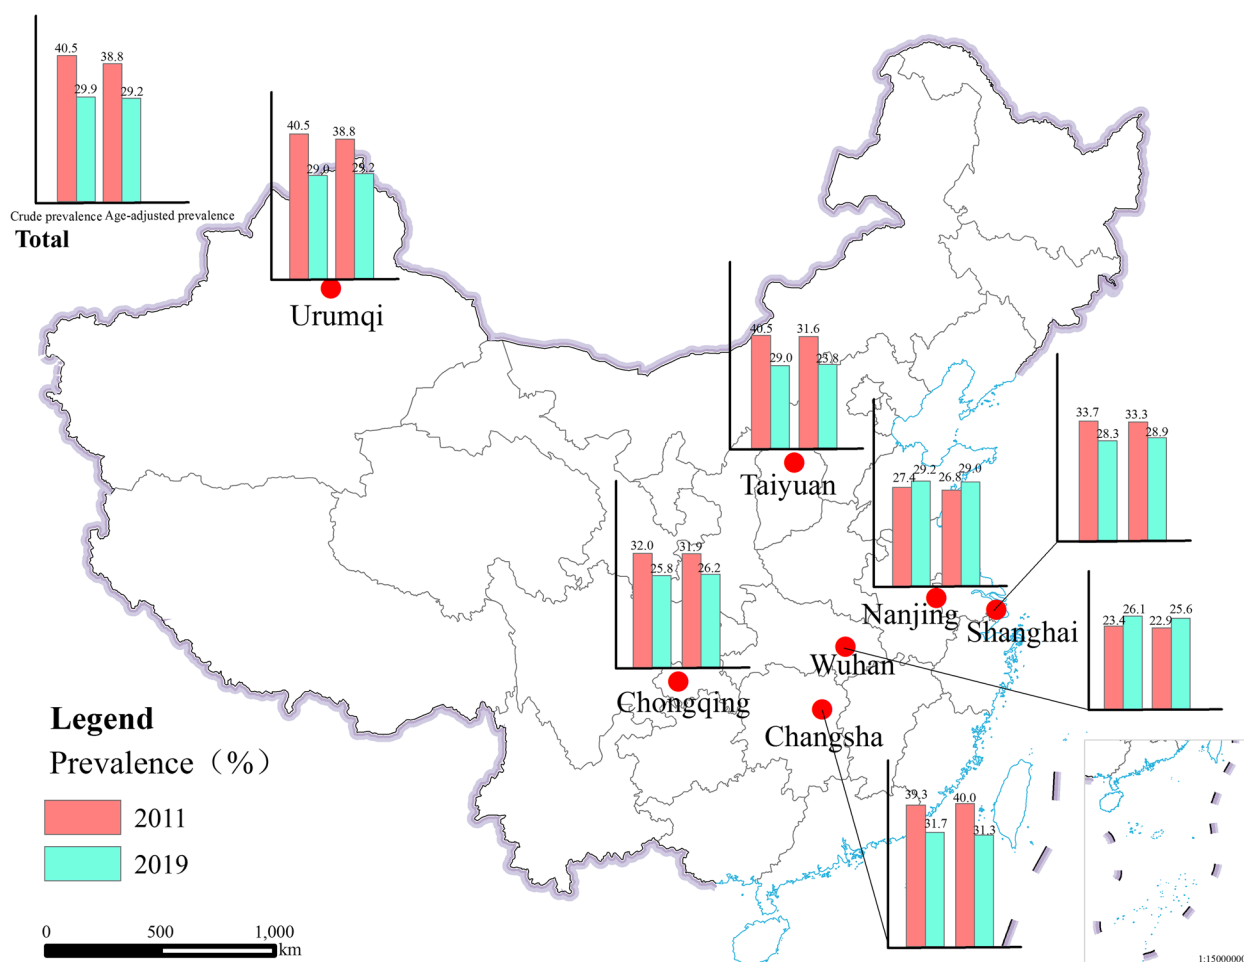 40.5
38.8
29.9
29.2
Crude prevalence Age-adjusted prevalence
Total
40.5
38.8
29.0
29.2
Urumqi
40.5
31.6
29.0
25.8
Taiyuan
33.7
33.3
28.3
28.9
27.4
29.2
26.8
29.0
Nanjing
Shanghai
32.0
31.9
25.8
26.2
Chongqing
23.4
26.1
22.9
25.6
Wuhan
Changsha
39.3
40.0
31.7
31.3
Legend
Prevalence（%）
2011
2019
0 500 1,000
km
1:15000000